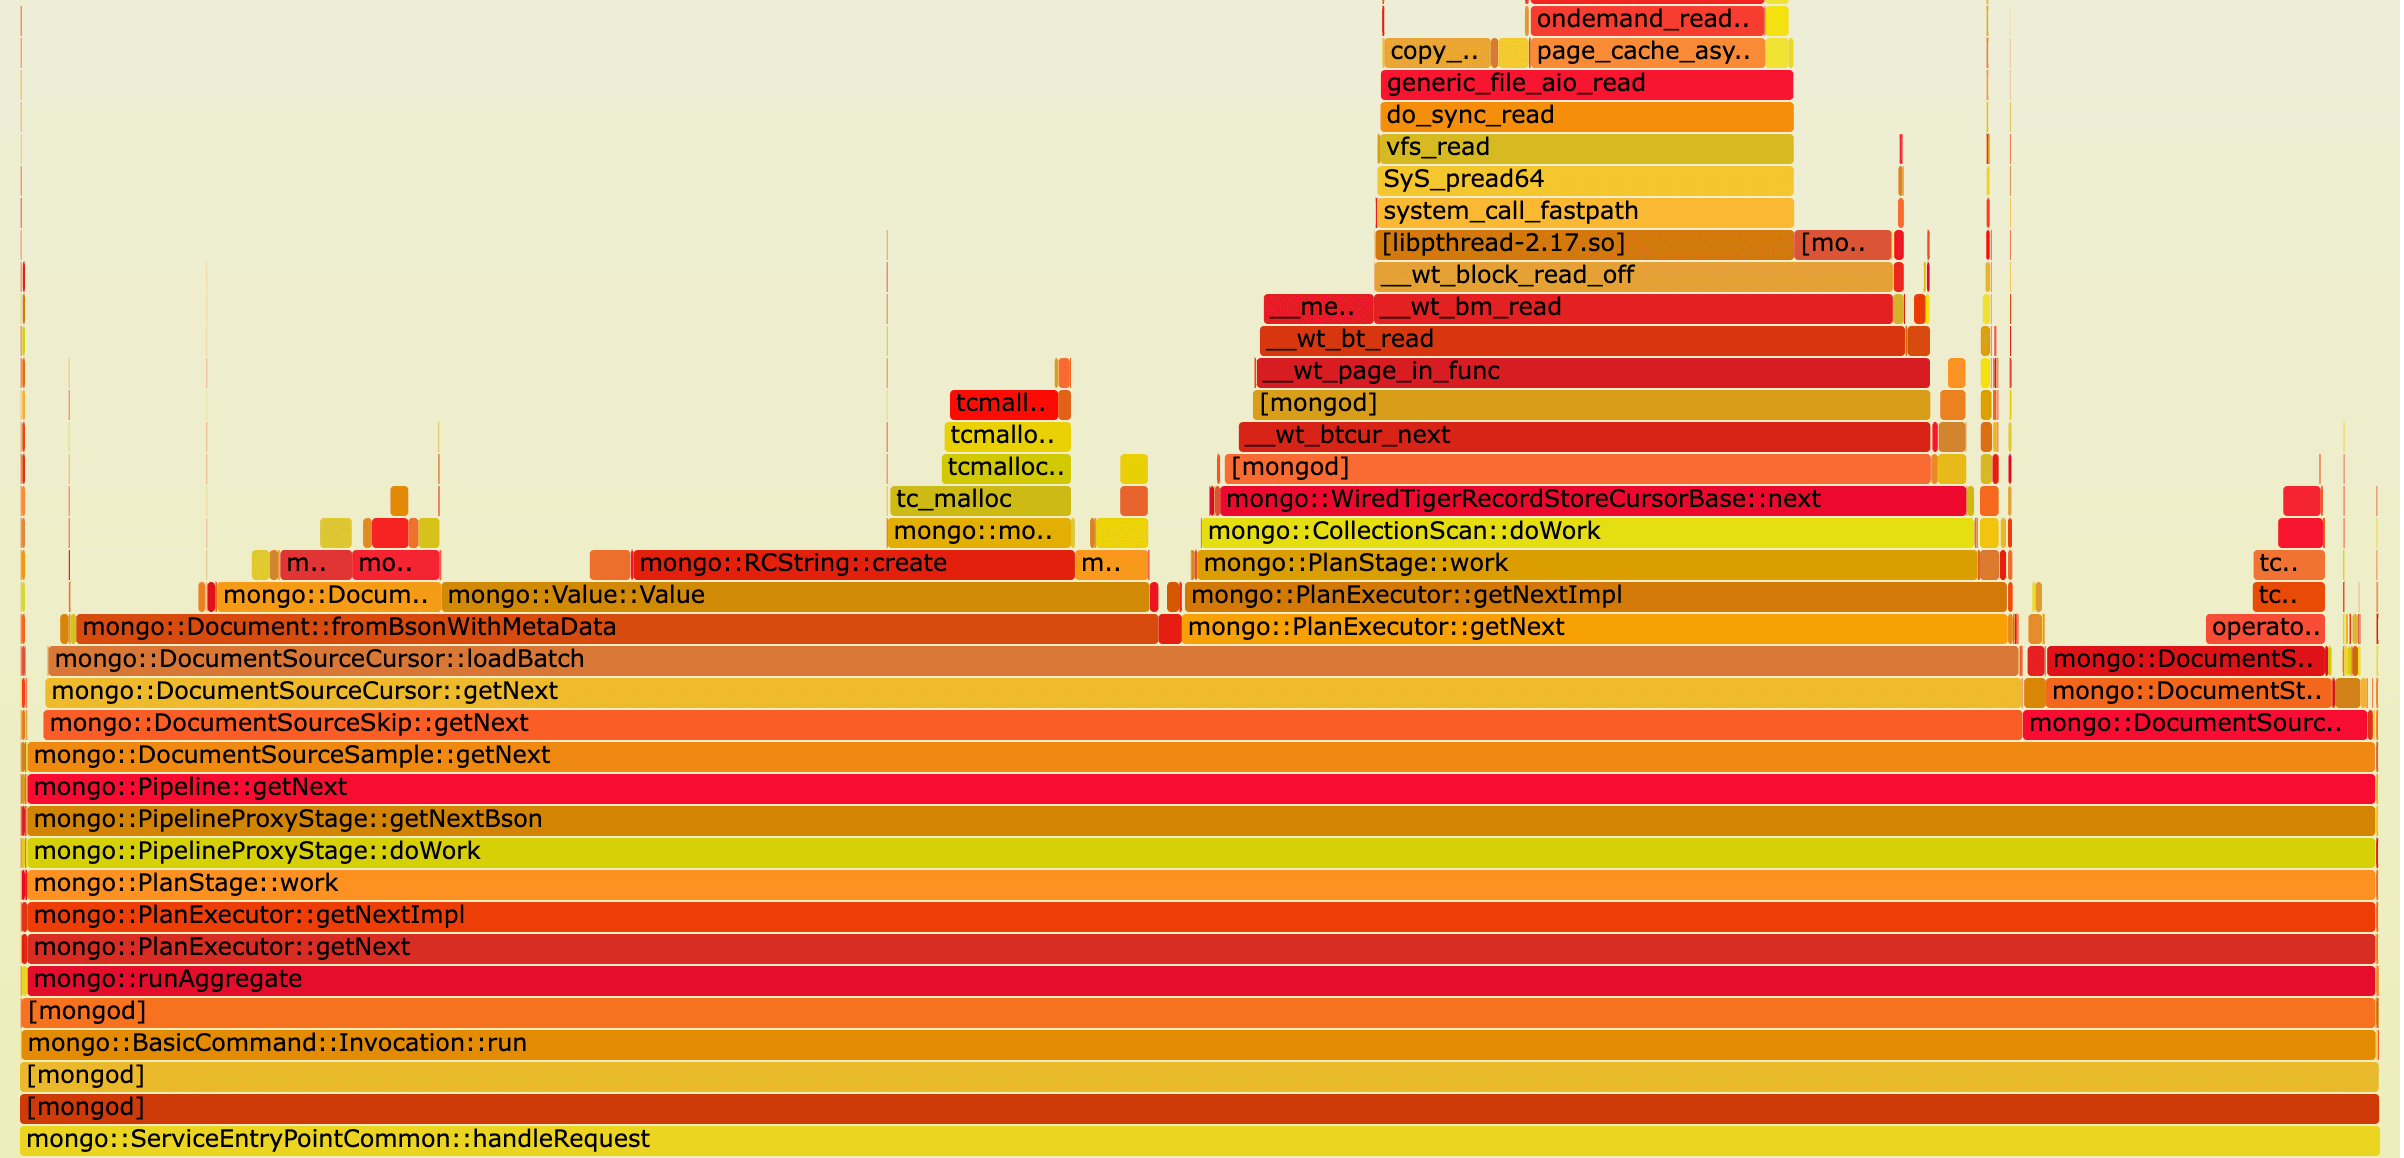 ondemand_read..
copy_.. page_cache_asy..
generic_file_aio_read
do_sync_read
vfs_read
SyS_pread64
system_call_fastpath
[libpthread-2.17.so] [mo..
__wt_block_read_off
__me.. __wt_bm_read
__wt_bt_read
__wt_page_in_func
tcmall.. [mongod]
tcmallo.. __wt_btcur_next
tcmalloc.. [mongod]
tc_malloc mongo::WiredTigerRecordStoreCursorBase::next
mongo::mo.. mongo::CollectionScan::doWork
m.. mo.. mongo::RCString::create m.. mongo::PlanStage::work tc..
mongo::Docum.. mongo::Value::Value mongo::PlanExecutor::getNextImpl tc..
mongo::Document::fromBsonWithMetaData mongo::PlanExecutor::getNext operato..
mongo::DocumentSourceCursor::loadBatch mongo::DocumentS..
mongo::DocumentSourceCursor::getNext mongo::DocumentSt..
mongo::DocumentSourceSkip::getNext mongo::DocumentSourc..
mongo::DocumentSourceSample::getNext
mongo::Pipeline::getNext
mongo::PipelineProxyStage::getNextBson
mongo::PipelineProxyStage::doWork
mongo::PlanStage::work
mongo::PlanExecutor::getNextImpl
mongo::PlanExecutor::getNext
mongo::runAggregate
[mongod]
mongo::BasicCommand::Invocation::run
[mongod]
[mongod]
mongo::ServiceEntryPointCommon::handleRequest